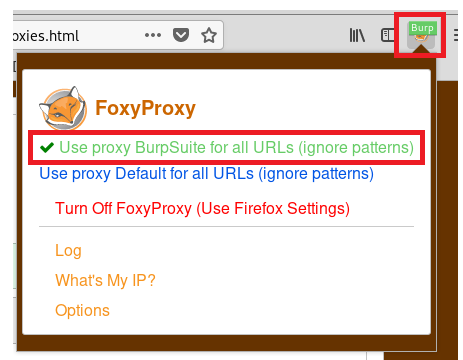 oxies.html
Burp
FoxyProxy
Use proxy BurpSuite for all URLs (ignore patterns)
Use proxy Default for all URLs (ignore patterns)
Turn Off FoxyProxy (Use Firefox Settings)
Log
What's My IP?
Options